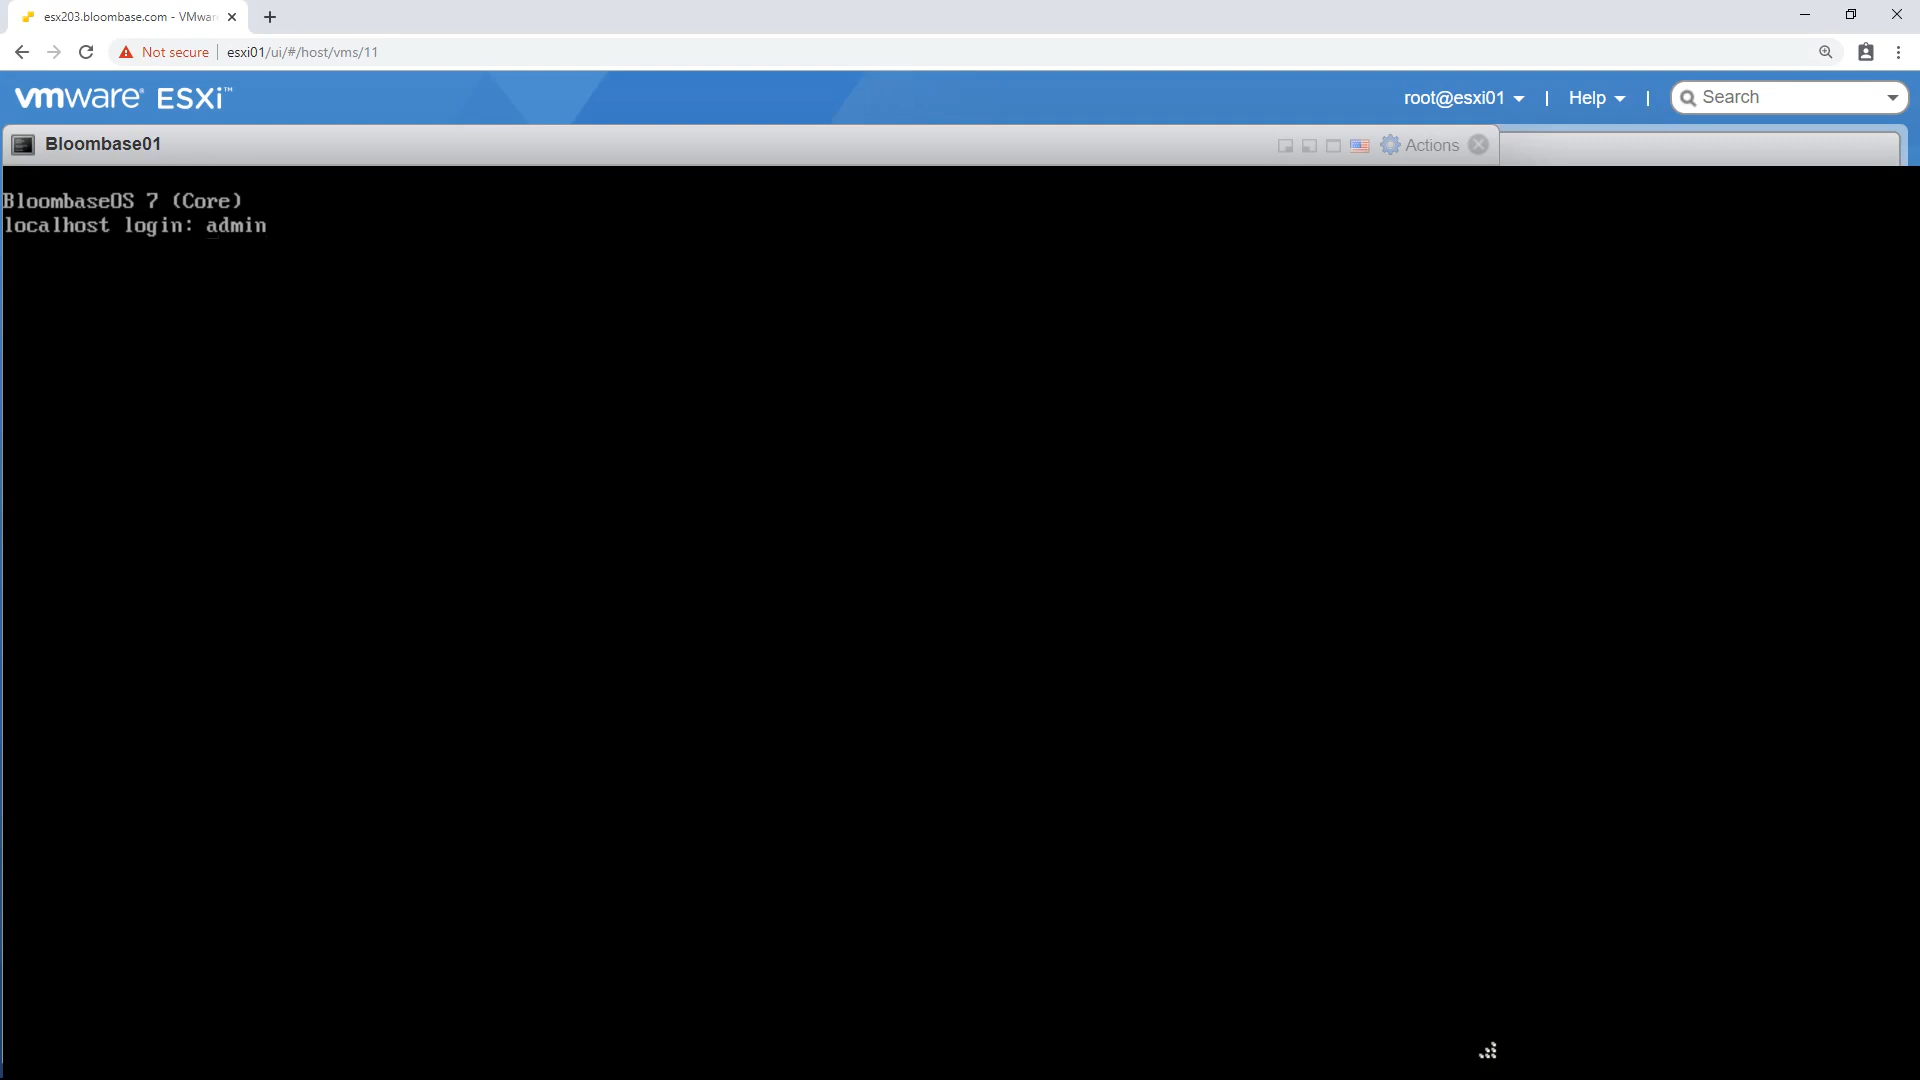 esx203.bloombase.com - VMwar
Not secure esxi01/ui/#/host/vms/11
vmware® ESXi™ root@esxi01 | Help | Search
Bloombase01 Actions
BloombaseOS 7 (Core)
localhost login: admin